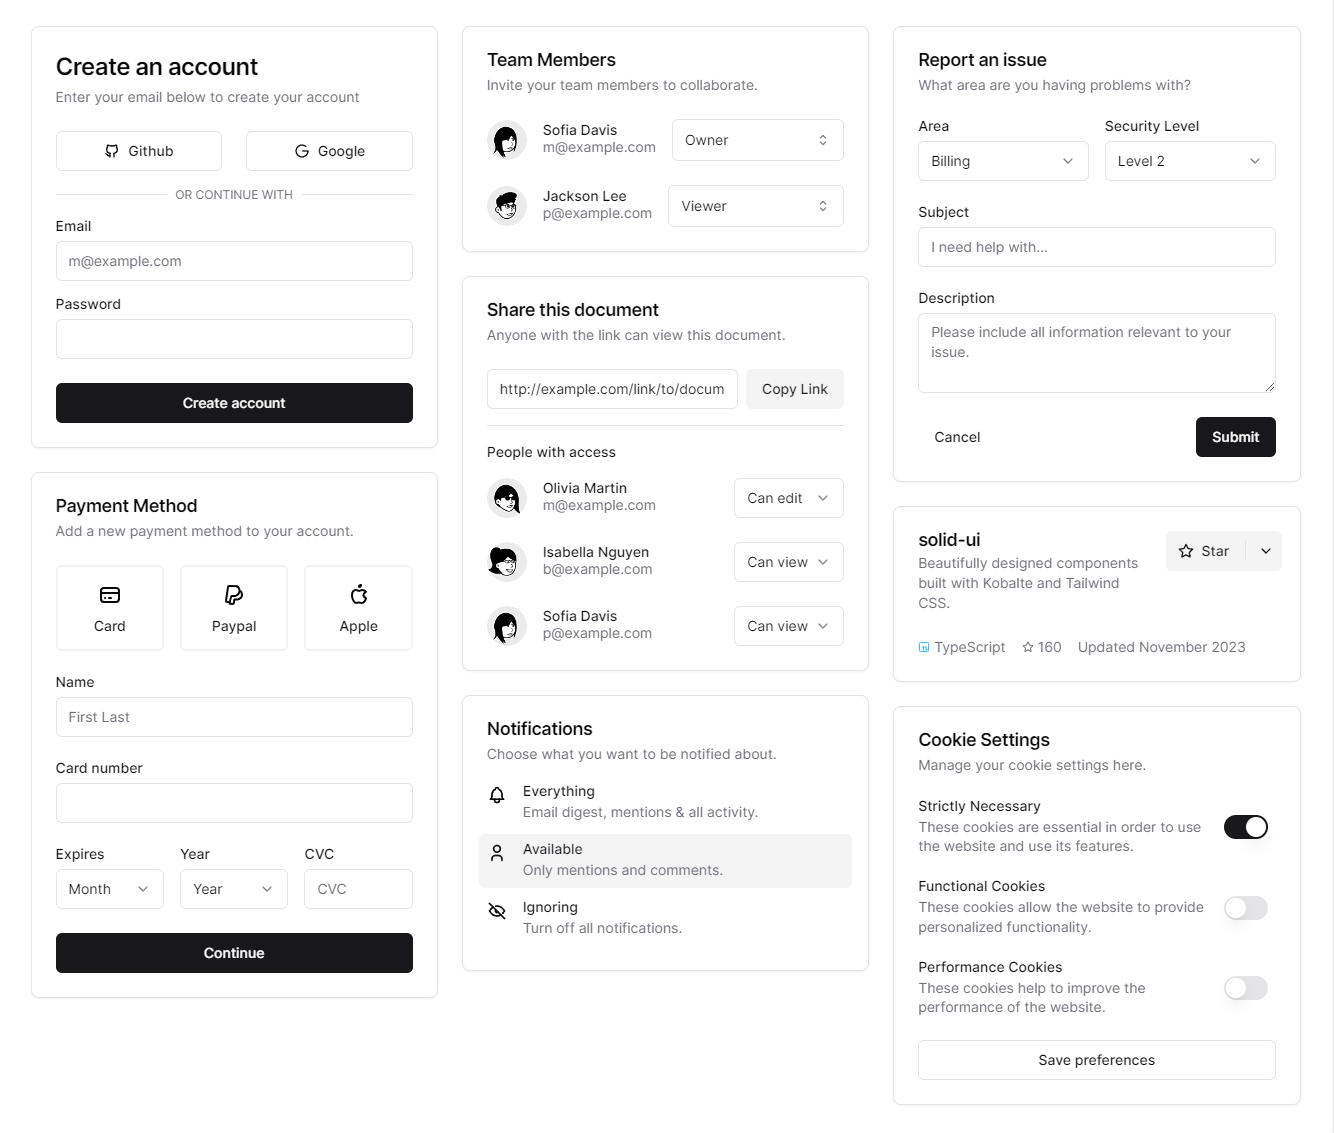 Create an account
Enter your email below to create your account
Github
Google
OR CONTINUE WITH
Email
m@example.com
Password
Create account
Payment Method
Add a new payment method to your account.
Card
Paypal
Apple
Name
First Last
Card number
Expires
Year
CVC
Month
Year
CVC
Continue
Team Members
Invite your team members to collaborate.
Sofia Davis
m@example.com
Owner
Jackson Lee
p@example.com
Viewer
Share this document
Anyone with the link can view this document.
http://example.com/link/to/docum
Copy Link
People with access
Olivia Martin
m@example.com
Can edit
Isabella Nguyen
b@example.com
Can view
Sofia Davis
p@example.com
Can view
Notifications
Choose what you want to be notified about.
Everything
Email digest, mentions & all activity.
Available
Only mentions and comments.
Ignoring
Turn off all notifications.
Report an issue
What area are you having problems with?
Area
Security Level
Billing
Level 2
Subject
I need help with...
Description
Please include all information relevant to your
issue.
Cancel
Submit
solid-ui
Beautifully designed components
built with Kobalte and Tailwind
CSS.
Star
TypeScript
160
Updated November 2023
Cookie Settings
Manage your cookie settings here.
Strictly Necessary
These cookies are essential in order to use
the website and use its features.
Functional Cookies
These cookies allow the website to provide
personalized functionality.
Performance Cookies
These cookies help to improve the
performance of the website.
Save preferences